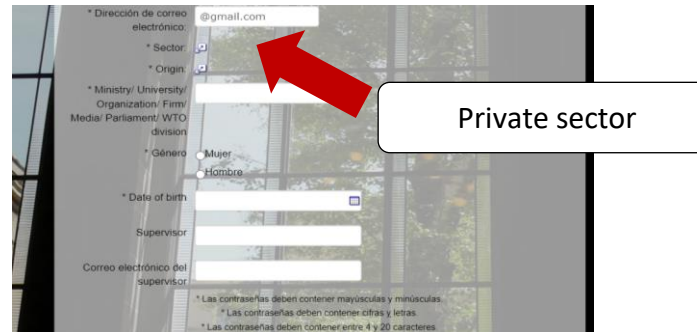 * Dirección de correo
electrónico:
@gmail.com
* Sector:
* Origin:
* Ministry/ University/
Organization/ Firm/
Media/ Parliament/ WTO
division
Private sector
* Género
Mujer
Hombre
* Date of birth
Supervisor
Correo electrónico del
supervisor
* Las contraseñas deben contener mayúsculas y minúsculas.
* Las contraseñas deben contener cifras y letras.
* Las contraseñas deben contener entre 4 y 20 caracteres.